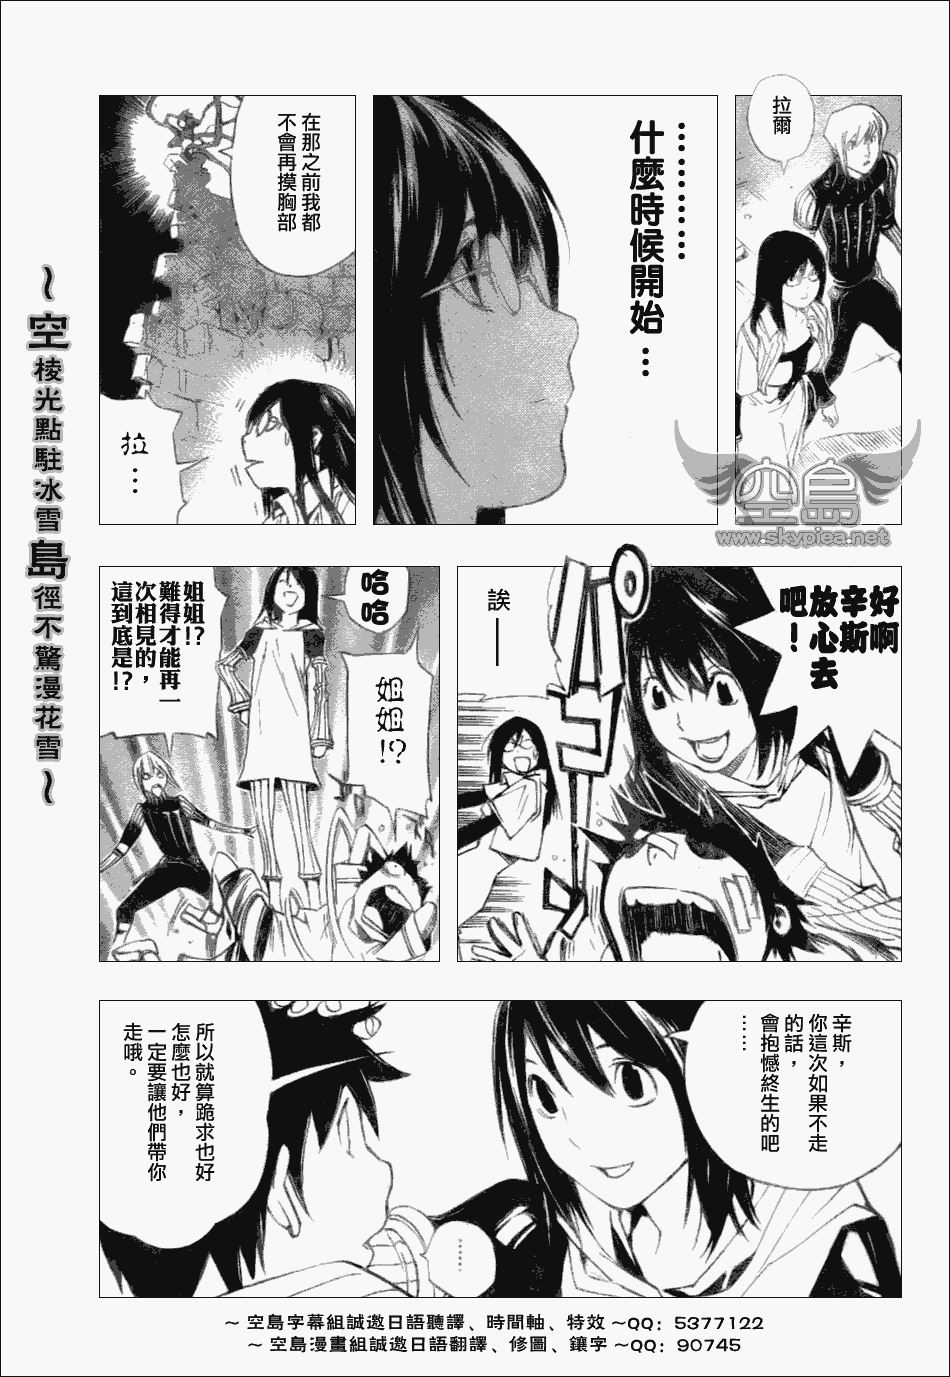 拉爾
…………
什麼時候開始…
在那之前我都
不會再摸胸部
拉…
空島
www.skypiea.net
好啊
辛斯
放心去
吧！
誒——
哈哈
姐姐!?
姐姐!?
難得才能再一
次相見的，
這到底是!?
辛斯，
你這次如果不走
的話，
會抱憾終生的吧
……
……
所以就算跪求也好
怎麼也好，
一定要讓他們帶你
走哦。
～空棱光點駐冰雪島徑不驚漫花雪～
～空島字幕組誠邀日語聽譯、時間軸、特效～QQ：5377122
～空島漫畫組誠邀日語翻譯、修圖、鑲字～QQ：90745